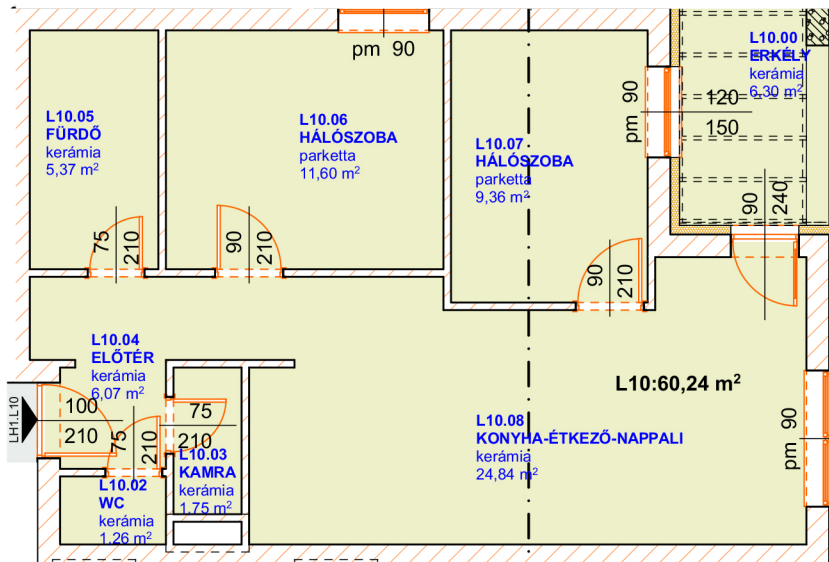 pm 90
L10.00
ERKÉLY
kerámia
6,30 m²
120
150
pm 90
L10.05
FÜRDŐ
kerámia
5,37 m²
L10.06
HÁLÓSZOBA
parketta
11,60 m²
L10.07
HÁLÓSZOBA
parketta
9,36 m²
90
240
75
210
90
210
90
210
L10.04
ELŐTÉR
kerámia
6,07 m²
L10:60,24 m²
LH1.L10
100
210
75
210
75
210
L10.03
KAMRA
kerámia
1.75 m²
L10.08
KONYHA-ÉTKEZŐ-NAPPALI
kerámia
24,84 m²
pm 90
L10.02
WC
kerámia
1.26 m²